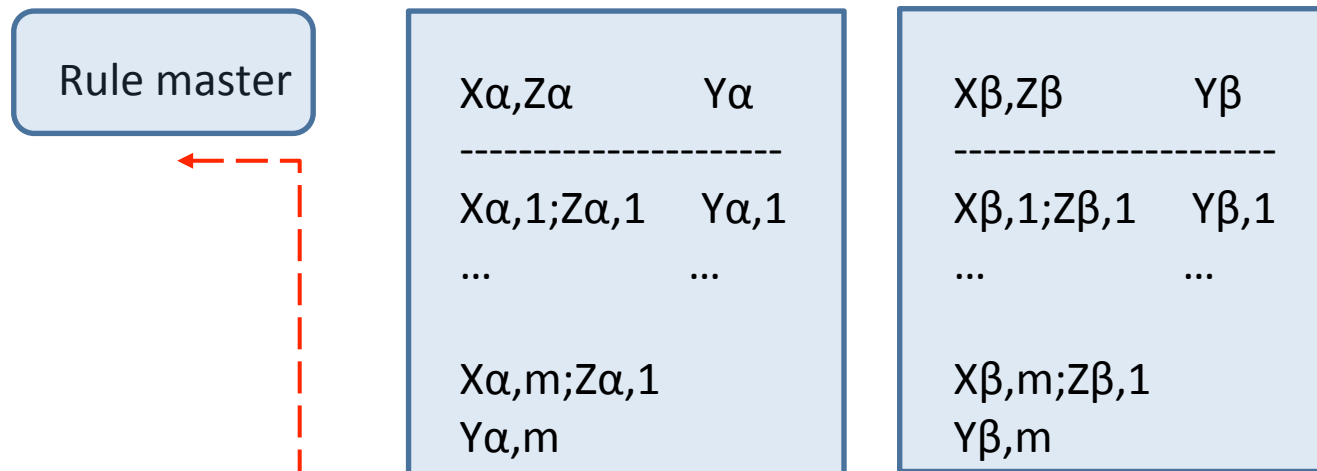 Rule master
Xα,Zα Yα
----------------------
Xα,1;Zα,1 Yα,1
... ...
Xα,m;Zα,1
Yα,m
Xβ,Zβ Yβ
----------------------
Xβ,1;Zβ,1 Yβ,1
... ...
Xβ,m;Zβ,1
Yβ,m